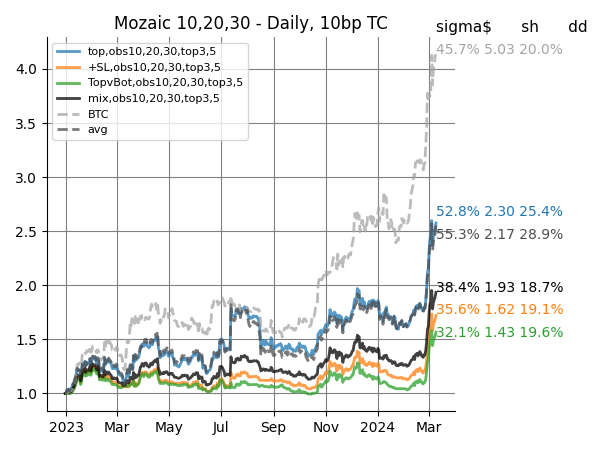 Mozaic 10,20,30 - Daily, 10bp TC
sigma$ sh dd
45.7% 5.03 20.0%
top,obs10,20,30,top3,5
+SL,obs10,20,30,top3,5
TopvBot,obs10,20,30,top3,5
mix,obs10,20,30,top3,5
BTC
avg
4.0
3.5
3.0
2.5
2.0
1.5
1.0
52.8% 2.30 25.4%
55.3% 2.17 28.9%
38.4% 1.93 18.7%
35.6% 1.62 19.1%
32.1% 1.43 19.6%
2023 Mar May Jul Sep Nov 2024 Mar